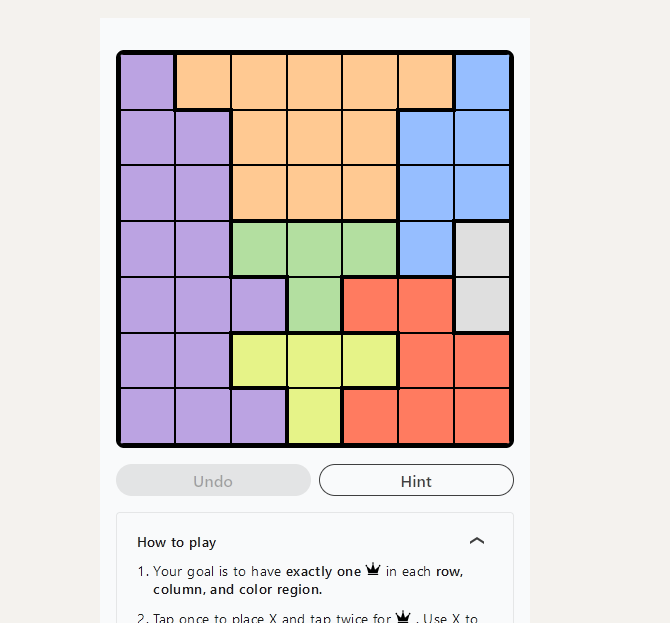 Undo
Hint
How to play
1. Your goal is to have exactly one in each row,
column, and color region.
2. Tap once to place X and tap twice for . Use X to